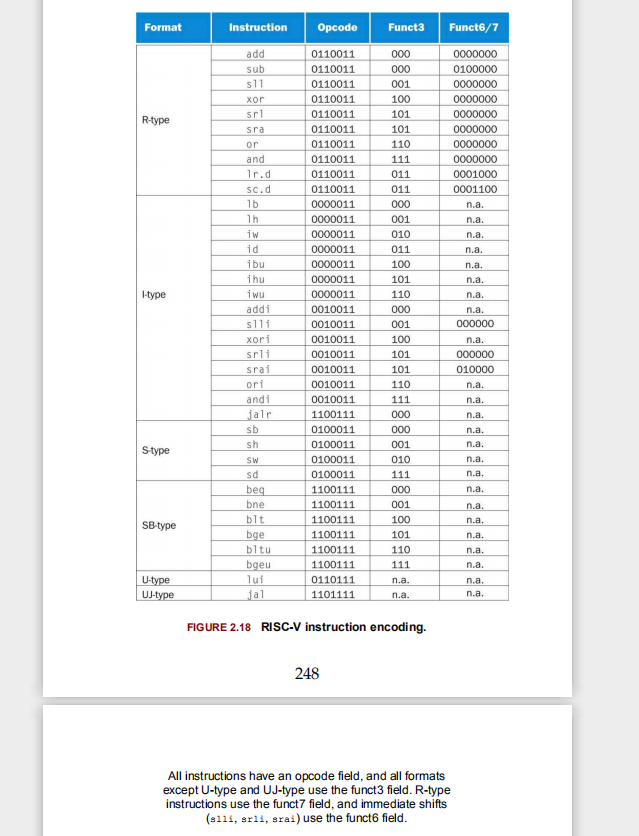 Format Instruction Opcode Funct3 Funct6/7
R-type
add 0110011 000 0000000
sub 0110011 000 0100000
sll 0110011 001 0000000
xor 0110011 100 0000000
srl 0110011 101 0000000
sra 0110011 101 0000000
or 0110011 110 0000000
and 0110011 111 0000000
lr.d 0110011 011 0001000
sc.d 0110011 011 0001100
I-type
lb 0000011 000 n.a.
lh 0000011 001 n.a.
iw 0000011 010 n.a.
id 0000011 011 n.a.
ibu 0000011 100 n.a.
ihu 0000011 101 n.a.
iwu 0000011 110 n.a.
addi 0010011 000 n.a.
slli 0010011 001 000000
xori 0010011 100 n.a.
srli 0010011 101 000000
srai 0010011 101 010000
ori 0010011 110 n.a.
andi 0010011 111 n.a.
jalr 1100111 000 n.a.
S-type
sb 0100011 000 n.a.
sh 0100011 001 n.a.
sw 0100011 010 n.a.
sd 0100011 111 n.a.
SB-type
beq 1100111 000 n.a.
bne 1100111 001 n.a.
blt 1100111 100 n.a.
bge 1100111 101 n.a.
bltu 1100111 110 n.a.
bgeu 1100111 111 n.a.
U-type lui 0110111 n.a. n.a.
UJ-type jal 1101111 n.a. n.a.
FIGURE 2.18 RISC-V instruction encoding.
248
All instructions have an opcode field, and all formats
except U-type and UJ-type use the funct3 field. R-type
instructions use the funct7 field, and immediate shifts
(slli, srli, srai) use the funct6 field.